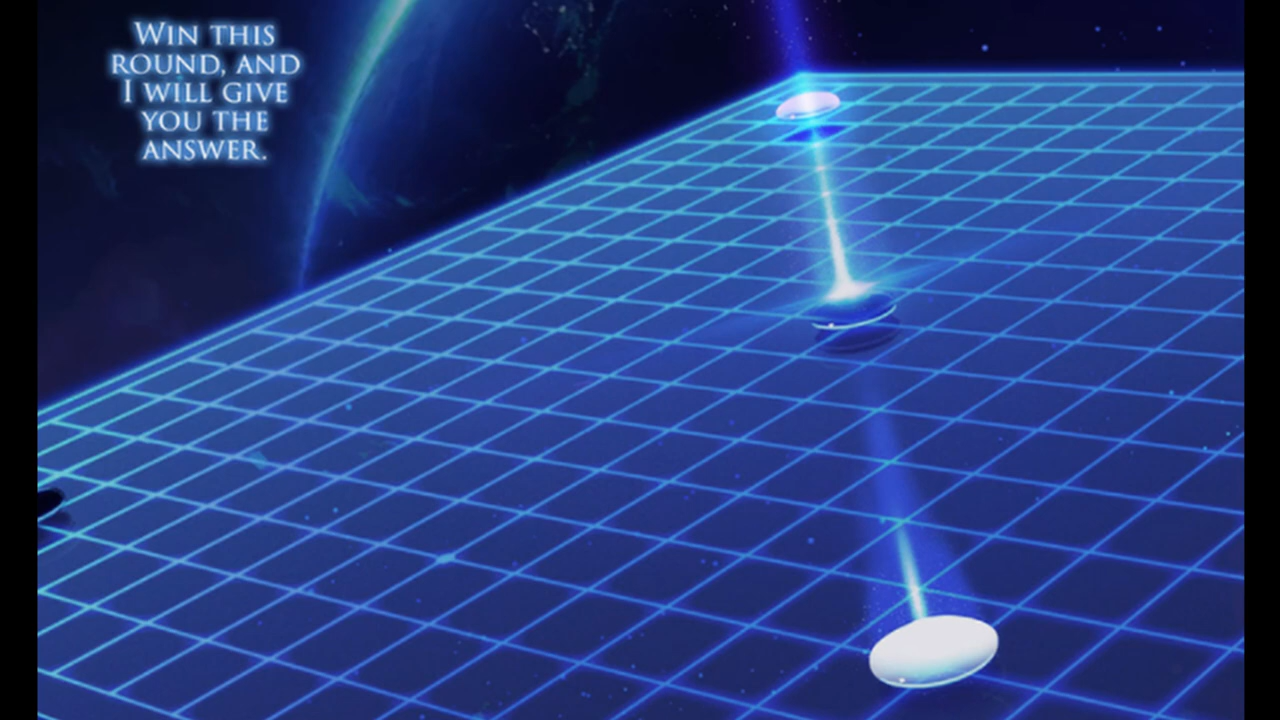 Win this
round, and
I will give
you the
answer.